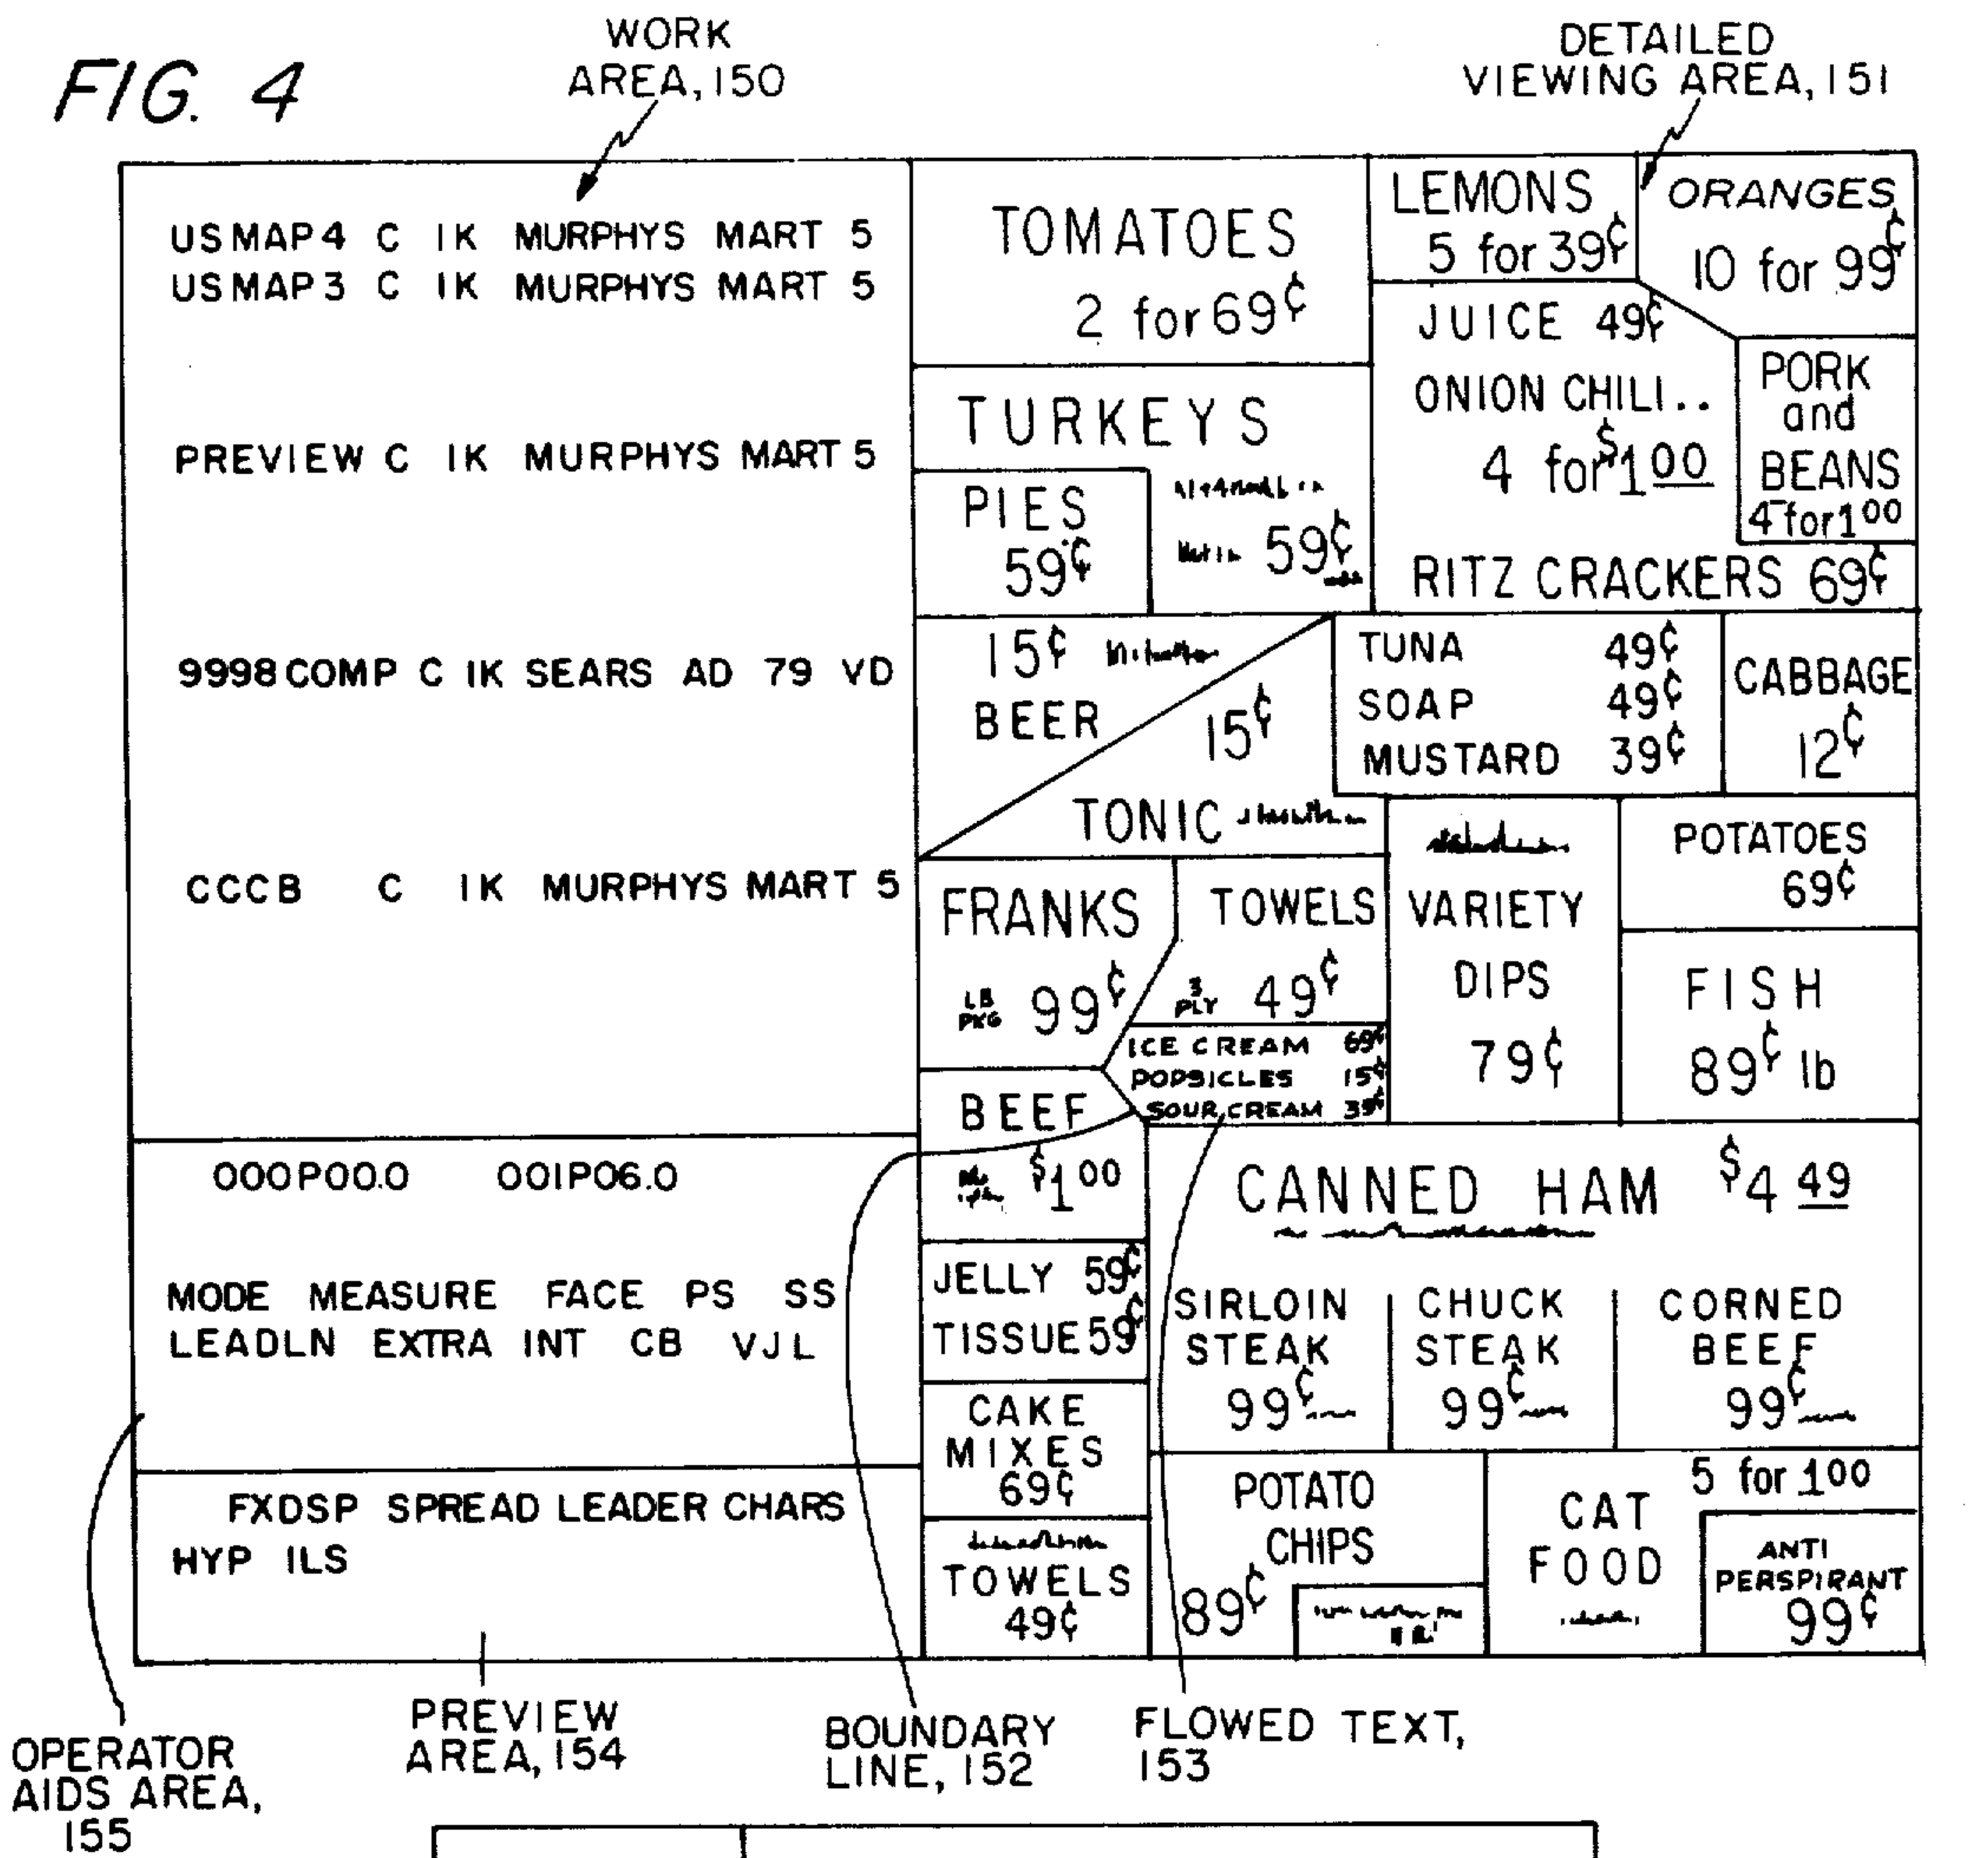 FIG. 4
WORK
AREA, 150
DETAILED
VIEWING AREA, 151
USMAP4 C 1K MURPHYS MART 5
USMAP3 C 1K MURPHYS MART 5
PREVIEW C 1K MURPHYS MART 5
9998COMP C 1K SEARS AD 79 VD
CCCB C 1K MURPHYS MART 5
000P00.0 001P06.0
MODE MEASURE FACE PS SS
LEADLN EXTRA INT CB VJL
FXDSP SPREAD LEADER CHARS
HYP ILS
TOMATOES
2 for 69¢
LEMONS
5 for 39¢
ORANGES
10 for 99¢
TURKEYS
59¢
PIES
59¢
JUICE 49¢
ONION CHILI..
4 for $1 00
RITZ CRACKERS 69¢
PORK
and
BEANS
4 for 1 00
15¢
BEER
15¢
TONIC
TUNA 49¢
SOAP 49¢
MUSTARD 39¢
CABBAGE
12¢
FRANKS
LB
PKG 99¢
TOWELS
3
PLY 49¢
VARIETY
DIPS
79¢
POTATOES
69¢
FISH
89¢ lb
ICE CREAM 69¢
POPSICLES 15¢
SOUR CREAM 39¢
BEEF
$1 00
CANNED HAM $4 49
SIRLOIN
STEAK
99¢
CHUCK
STEAK
99¢
CORNED
BEEF
99¢
JELLY 59¢
TISSUE 59¢
CAKE
MIXES
69¢
TOWELS
49¢
POTATO
CHIPS
89¢
CAT
FOOD
5 for 1 00
ANTI
PERSPIRANT
99¢
OPERATOR
AIDS AREA,
155
PREVIEW
AREA, 154
BOUNDARY
LINE, 152
FLOWED TEXT,
153